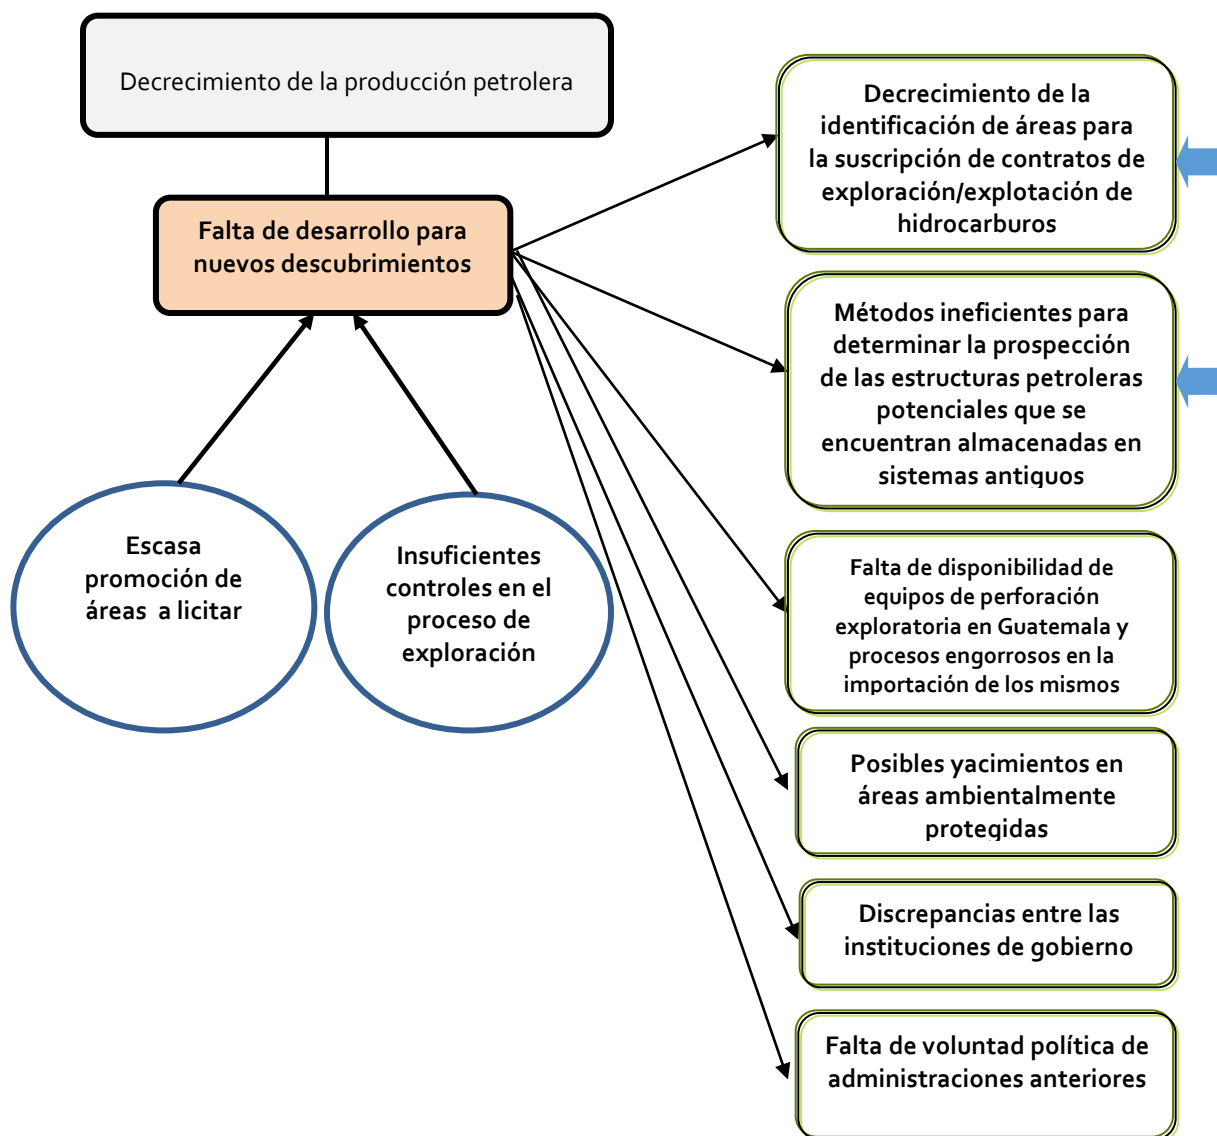 Decrecimiento de la producción petrolera
Falta de desarrollo para
nuevos descubrimientos
Escasa
promoción de
áreas a licitar
Insuficientes
controles en el
proceso de
exploración
Decrecimiento de la
identificación de áreas para
la suscripción de contratos de
exploración/explotación de
hidrocarburos
Métodos ineficientes para
determinar la prospección
de las estructuras petroleras
potenciales que se
encuentran almacenadas en
sistemas antiguos
Falta de disponibilidad de
equipos de perforación
exploratoria en Guatemala y
procesos engorrosos en la
importación de los mismos
Posibles yacimientos en
áreas ambientalmente
protegidas
Discrepancias entre las
instituciones de gobierno
Falta de voluntad política de
administraciones anteriores